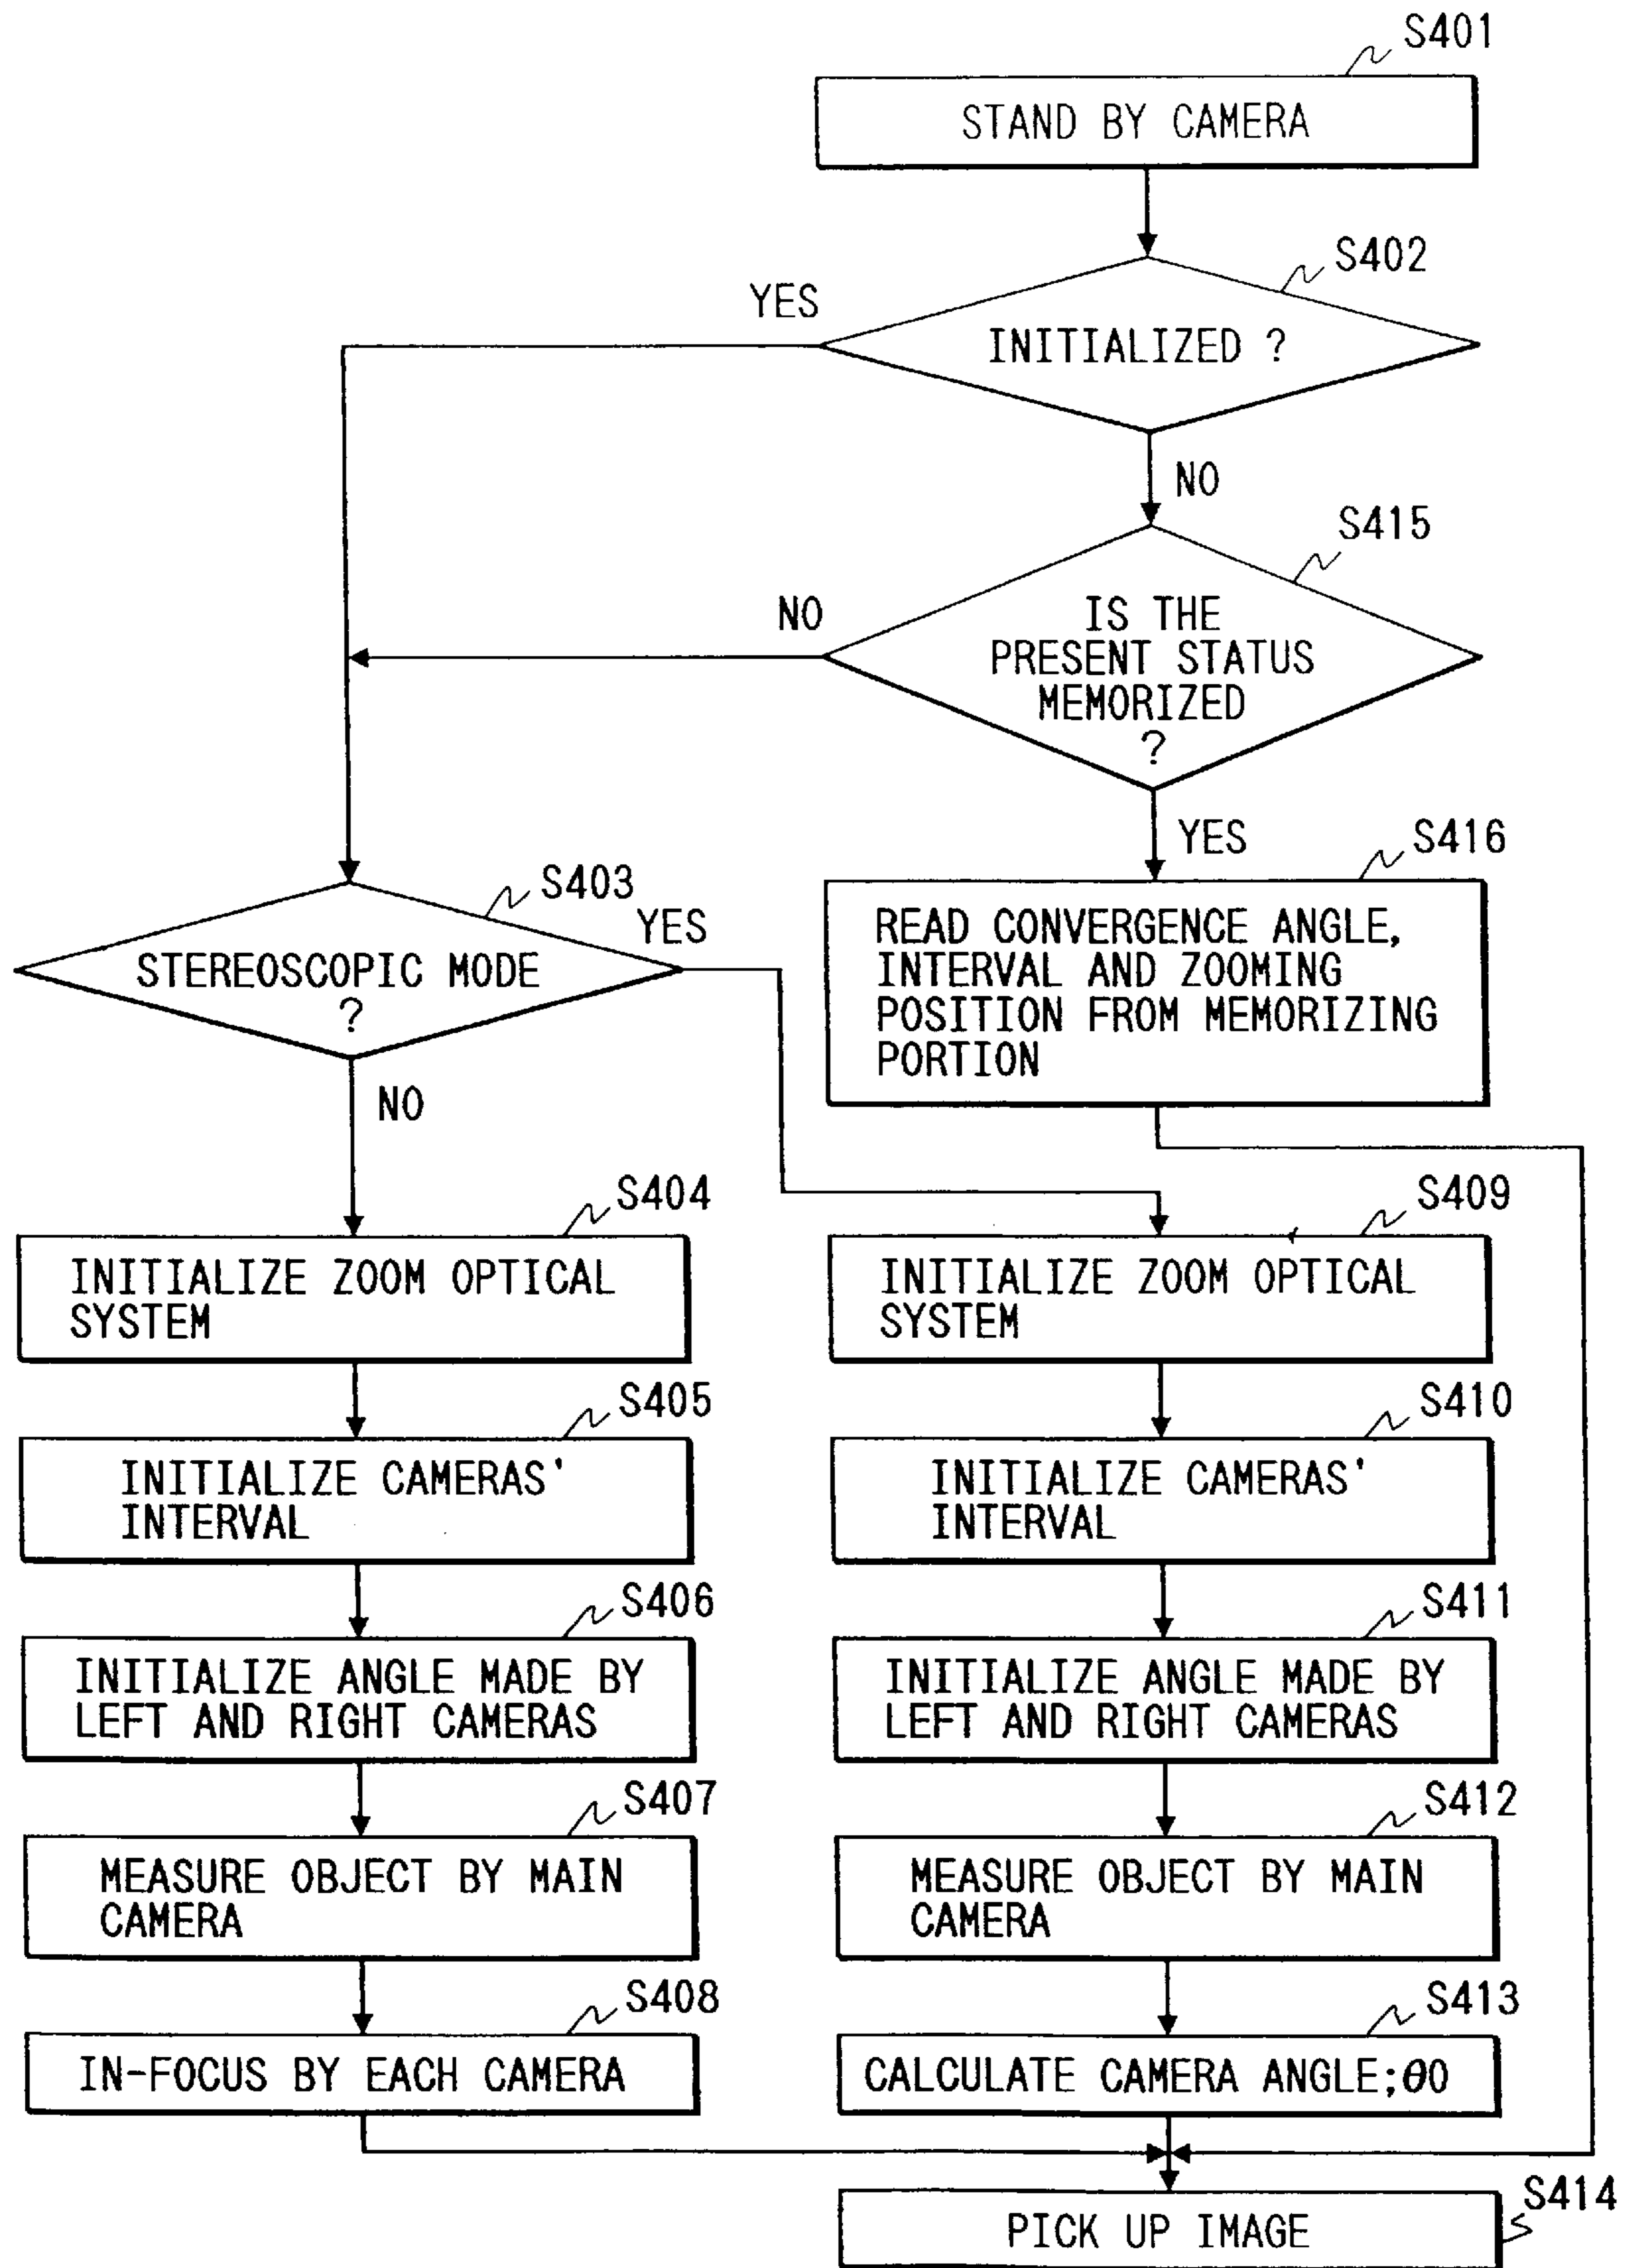 S401
STAND BY CAMERA
S402
YES
INITIALIZED ?
NO
S415
NO
IS THE
PRESENT STATUS
MEMORIZED
?
YES
S416
S403
YES
READ CONVERGENCE ANGLE,
INTERVAL AND ZOOMING
POSITION FROM MEMORIZING
PORTION
STEREOSCOPIC MODE
?
NO
S404
INITIALIZE ZOOM OPTICAL
SYSTEM
S409
INITIALIZE ZOOM OPTICAL
SYSTEM
S405
INITIALIZE CAMERAS'
INTERVAL
S410
INITIALIZE CAMERAS'
INTERVAL
S406
INITIALIZE ANGLE MADE BY
LEFT AND RIGHT CAMERAS
S411
INITIALIZE ANGLE MADE BY
LEFT AND RIGHT CAMERAS
S407
MEASURE OBJECT BY MAIN
CAMERA
S412
MEASURE OBJECT BY MAIN
CAMERA
S408
IN-FOCUS BY EACH CAMERA
S413
CALCULATE CAMERA ANGLE;θ0
S414
PICK UP IMAGE